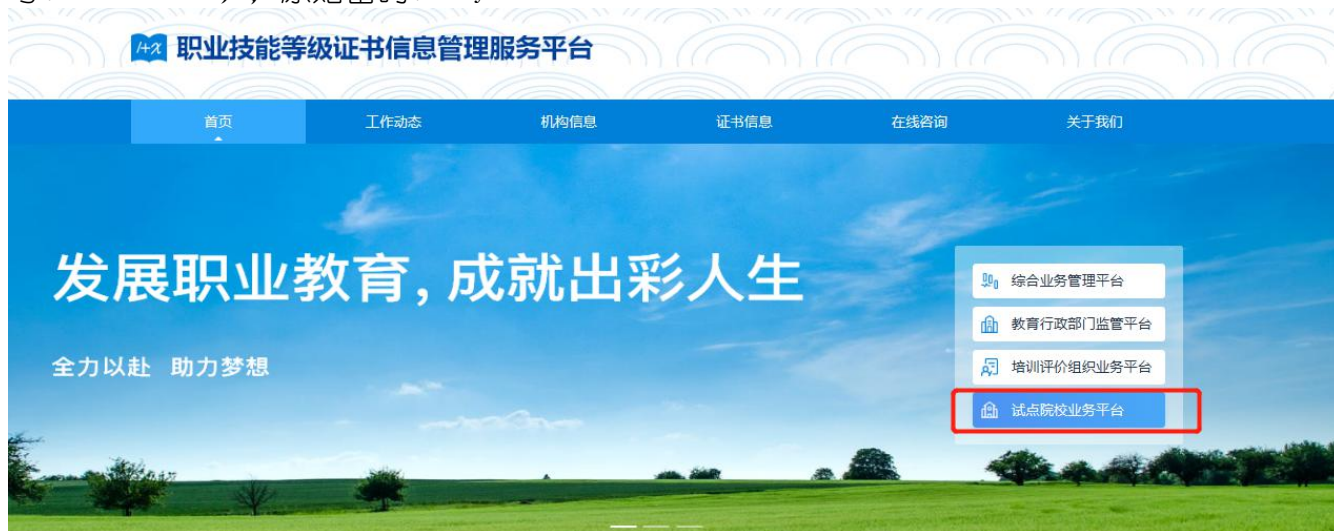 1+X 职业技能等级证书信息管理服务平台
首页 工作动态 机构信息 证书信息 在线咨询 关于我们
发展职业教育,成就出彩人生
全力以赴 助力梦想
综合业务管理平台
教育行政部门监管平台
培训评价组织业务平台
试点院校业务平台